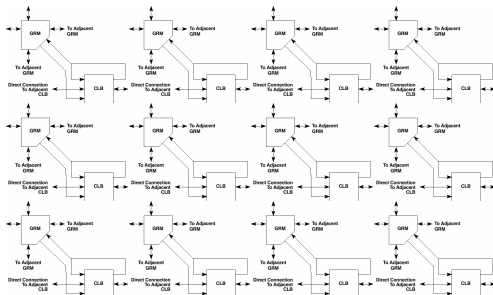 GRM To Adjacent GRM To Adjacent GRM To Adjacent GRM To Adjacent
GRM GRM GRM GRM
To Adjacent To Adjacent To Adjacent To Adjacent
GRM GRM GRM GRM
Direct Connection Direct Connection Direct Connection Direct Connection
To Adjacent CLB To Adjacent CLB To Adjacent CLB To Adjacent CLB
CLB CLB CLB CLB
GRM To Adjacent GRM To Adjacent GRM To Adjacent GRM To Adjacent
GRM GRM GRM GRM
To Adjacent To Adjacent To Adjacent To Adjacent
GRM GRM GRM GRM
Direct Connection Direct Connection Direct Connection Direct Connection
To Adjacent CLB To Adjacent CLB To Adjacent CLB To Adjacent CLB
CLB CLB CLB CLB
GRM To Adjacent GRM To Adjacent GRM To Adjacent GRM To Adjacent
GRM GRM GRM GRM
To Adjacent To Adjacent To Adjacent To Adjacent
GRM GRM GRM GRM
Direct Connection Direct Connection Direct Connection Direct Connection
To Adjacent CLB To Adjacent CLB To Adjacent CLB To Adjacent CLB
CLB CLB CLB CLB